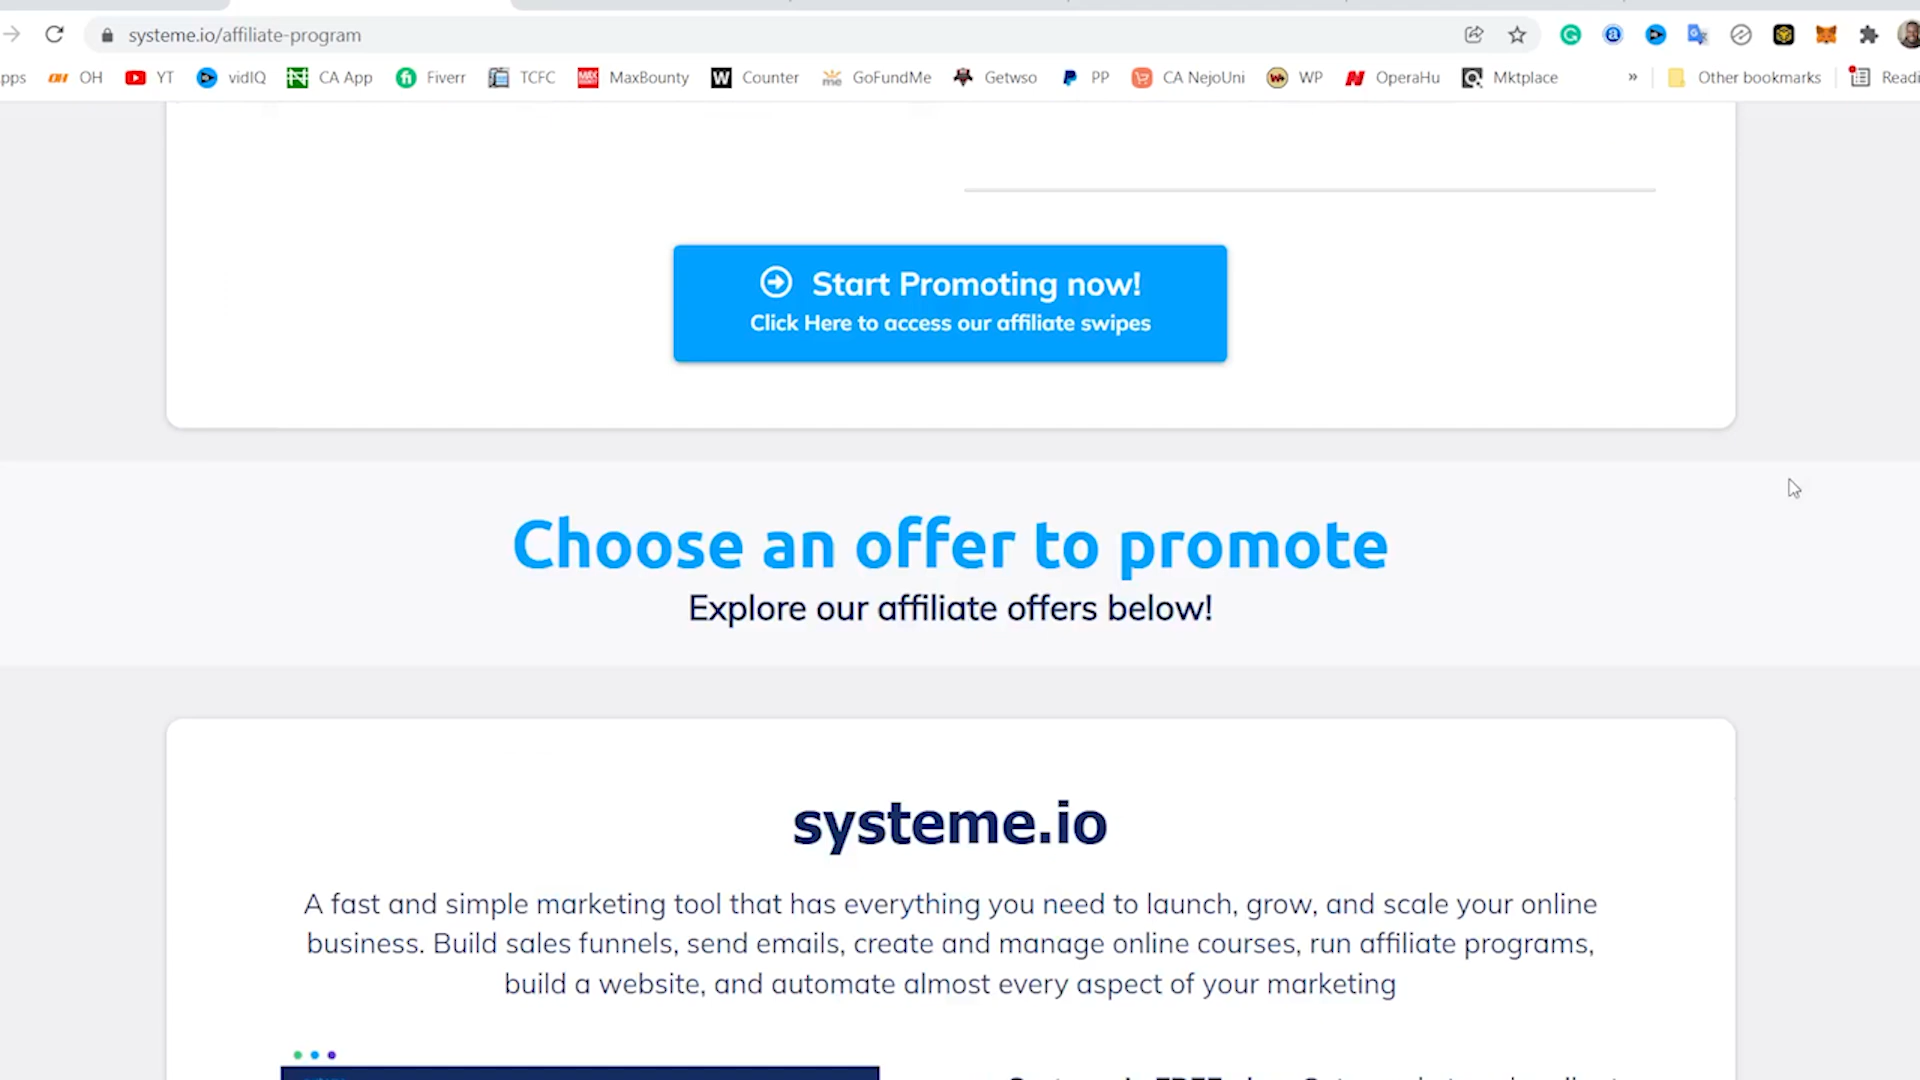 systeme.io/affiliate-program
pps OH YT vidIQ CA App Fiverr TCFC MaxBounty Counter GoFundMe Getwso PP CA NejoUni WP OperaHu Mktplace » Other bookmarks Readi
Start Promoting now!
Click Here to access our affiliate swipes
Choose an offer to promote
Explore our affiliate offers below!
systeme.io
A fast and simple marketing tool that has everything you need to launch, grow, and scale your online
business. Build sales funnels, send emails, create and manage online courses, run affiliate programs,
build a website, and automate almost every aspect of your marketing